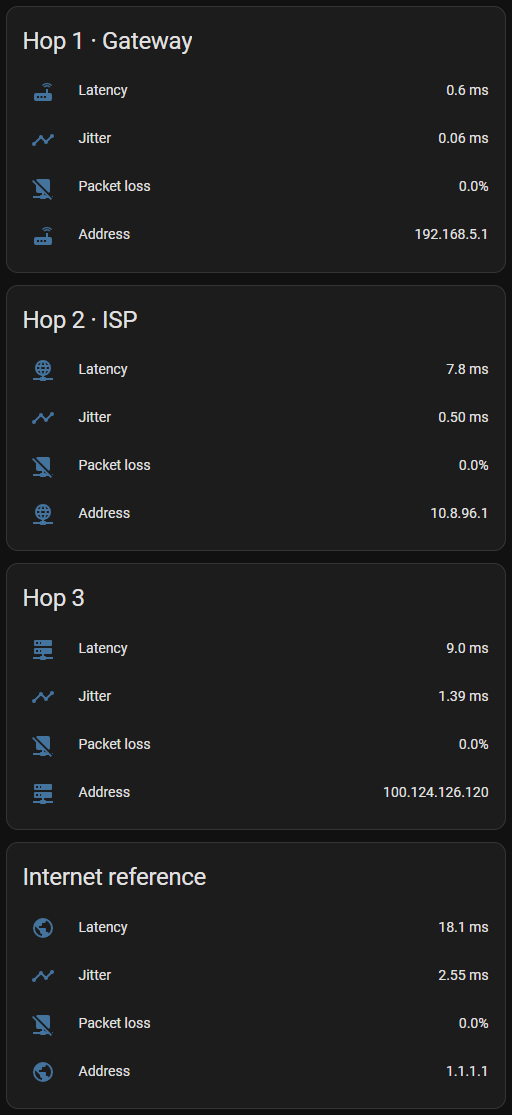 Hop 1 · Gateway
Latency 0.6 ms
Jitter 0.06 ms
Packet loss 0.0%
Address 192.168.5.1
Hop 2 · ISP
Latency 7.8 ms
Jitter 0.50 ms
Packet loss 0.0%
Address 10.8.96.1
Hop 3
Latency 9.0 ms
Jitter 1.39 ms
Packet loss 0.0%
Address 100.124.126.120
Internet reference
Latency 18.1 ms
Jitter 2.55 ms
Packet loss 0.0%
Address 1.1.1.1